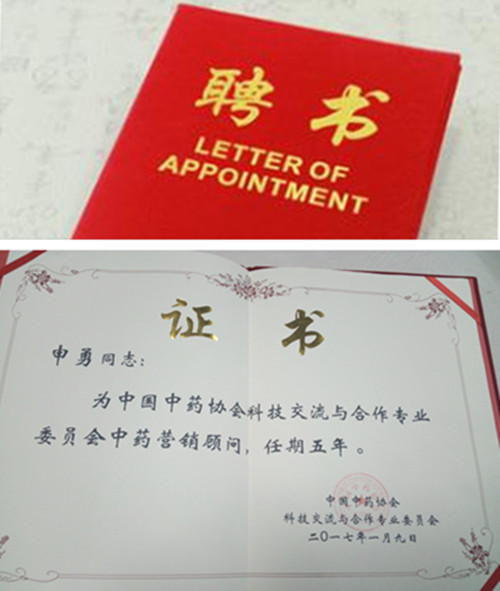 聘书
LETTER OF
APPOINTMENT
证书
申勇同志：
为中国中药协会科技交流与合作专业
委员会中药营销顾问，任期五年。
中国中药协会
科技交流与合作专业委员会
二〇一七年一月九日